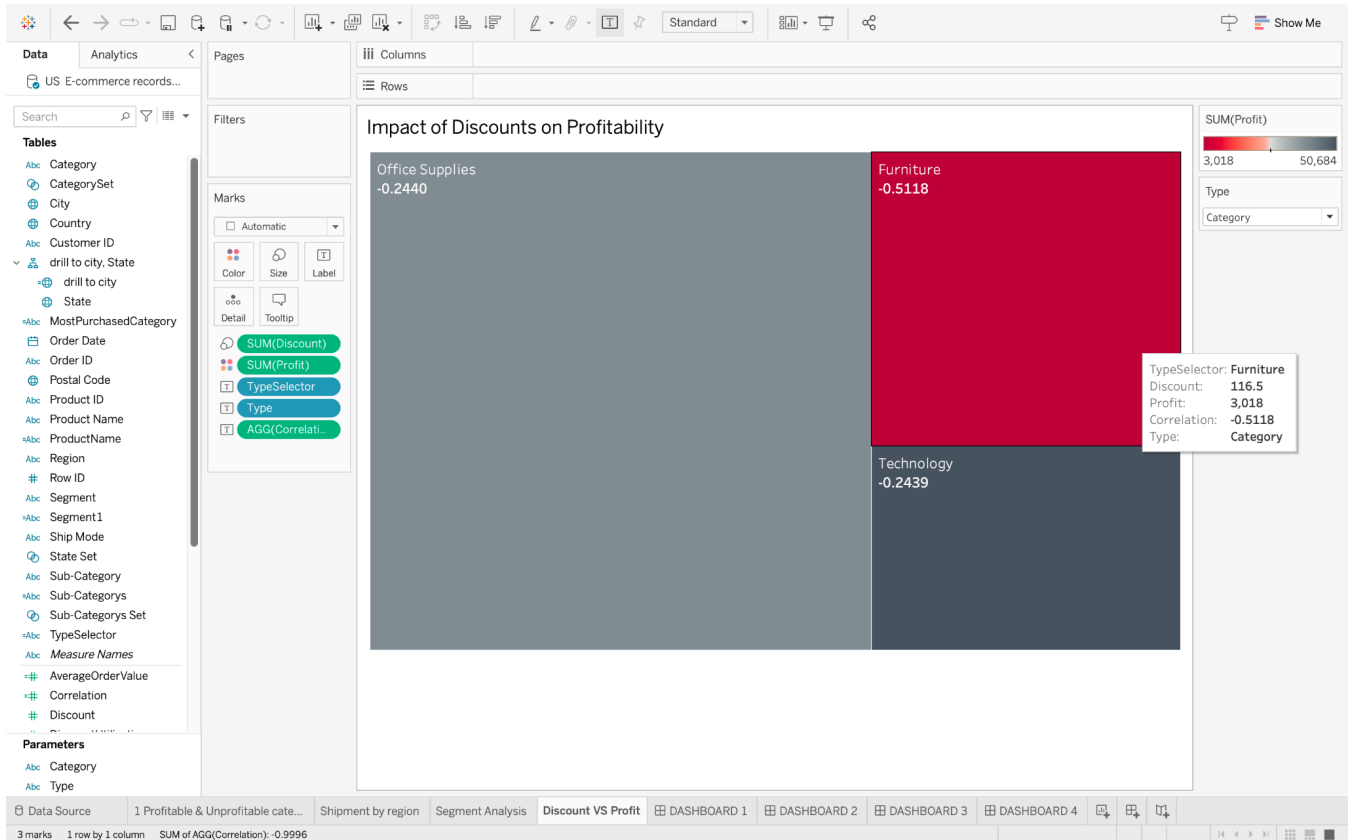 Standard
Show Me
Data
Analytics
US E-commerce records...
Search
Tables
Abc Category
CategorySet
City
Country
Abc Customer ID
drill to city, State
drill to city
State
=Abc MostPurchasedCategory
Order Date
Abc Order ID
Postal Code
Abc Product ID
Abc Product Name
=Abc ProductName
Abc Region
# Row ID
Abc Segment
=Abc Segment1
Abc Ship Mode
State Set
Abc Sub-Category
=Abc Sub-Categorys
Sub-Categorys Set
=Abc TypeSelector
Abc Measure Names
=# AverageOrderValue
=# Correlation
# Discount
Parameters
Abc Category
Abc Type
Pages
Filters
Marks
Automatic
Color Size Label
Detail Tooltip
SUM(Discount)
SUM(Profit)
TypeSelector
Type
AGG(Correlati..
Columns
Rows
Impact of Discounts on Profitability
Office Supplies
-0.2440
Furniture
-0.5118
Technology
-0.2439
TypeSelector: Furniture
Discount: 116.5
Profit: 3,018
Correlation: -0.5118
Type: Category
SUM(Profit)
3,018 50,684
Type
Category
Data Source
1 Profitable & Unprofitable cate...
Shipment by region
Segment Analysis
Discount VS Profit
DASHBOARD 1
DASHBOARD 2
DASHBOARD 3
DASHBOARD 4
3 marks 1 row by 1 column SUM of AGG(Correlation): -0.9996